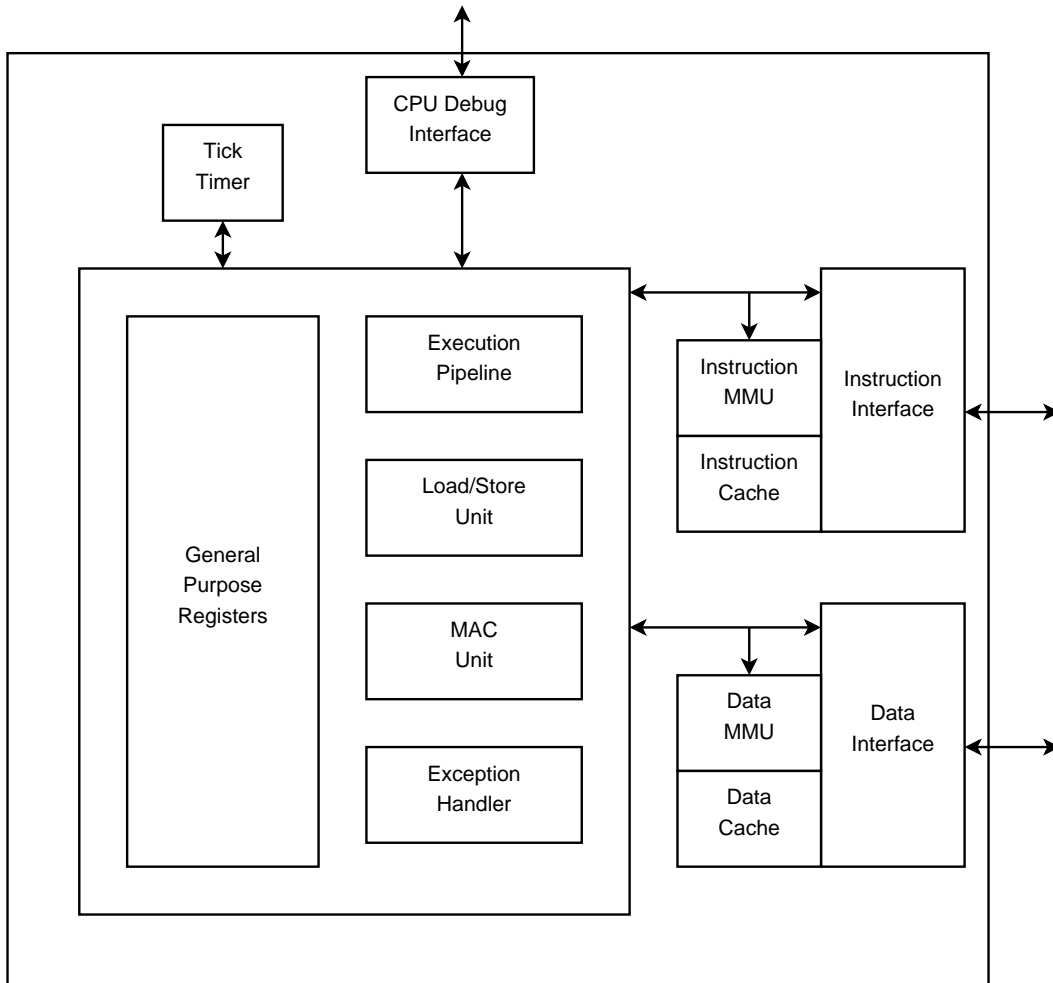 CPU Debug
Interface
Tick
Timer
General
Purpose
Registers
Execution
Pipeline
Load/Store
Unit
MAC
Unit
Exception
Handler
Instruction
MMU
Instruction
Cache
Instruction
Interface
Data
MMU
Data
Cache
Data
Interface